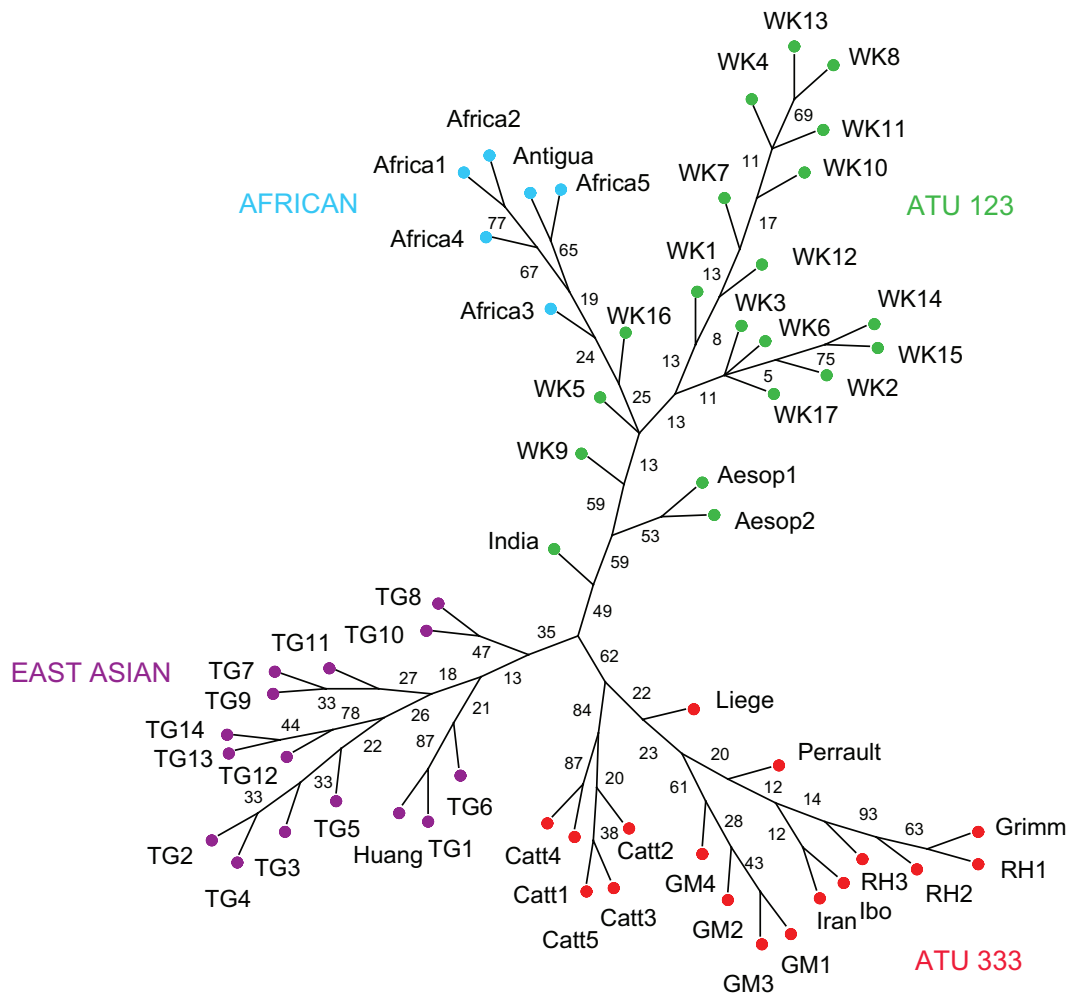 WK13
WK4
WK8
69
WK11
Africa2
Antigua
Africa1
Africa5
11
WK10
WK7
AFRICAN
ATU 123
77
17
Africa4
65
67
WK1
13
WK12
19
Africa3
WK16
WK3
WK14
WK6
8
24
13
75
WK15
WK5
25
11
5
WK2
13
WK17
WK9
13
Aesop1
59
Aesop2
53
India
59
TG8
49
TG10
35
47
62
TG11
EAST ASIAN
TG7
27
18
13
TG9
33
22
Liege
78
26
21
84
TG14
44
TG13
22
87
23
20
Perrault
TG12
87
20
61
12
14
33
33
93
TG6
28
12
63
Grimm
TG5
38
TG2
TG3
Huang
TG1
Catt4
Catt2
43
RH3
RH1
TG4
GM4
RH2
Catt1
Ibo
Catt3
Iran
GM2
Catt5
GM1
ATU 333
GM3